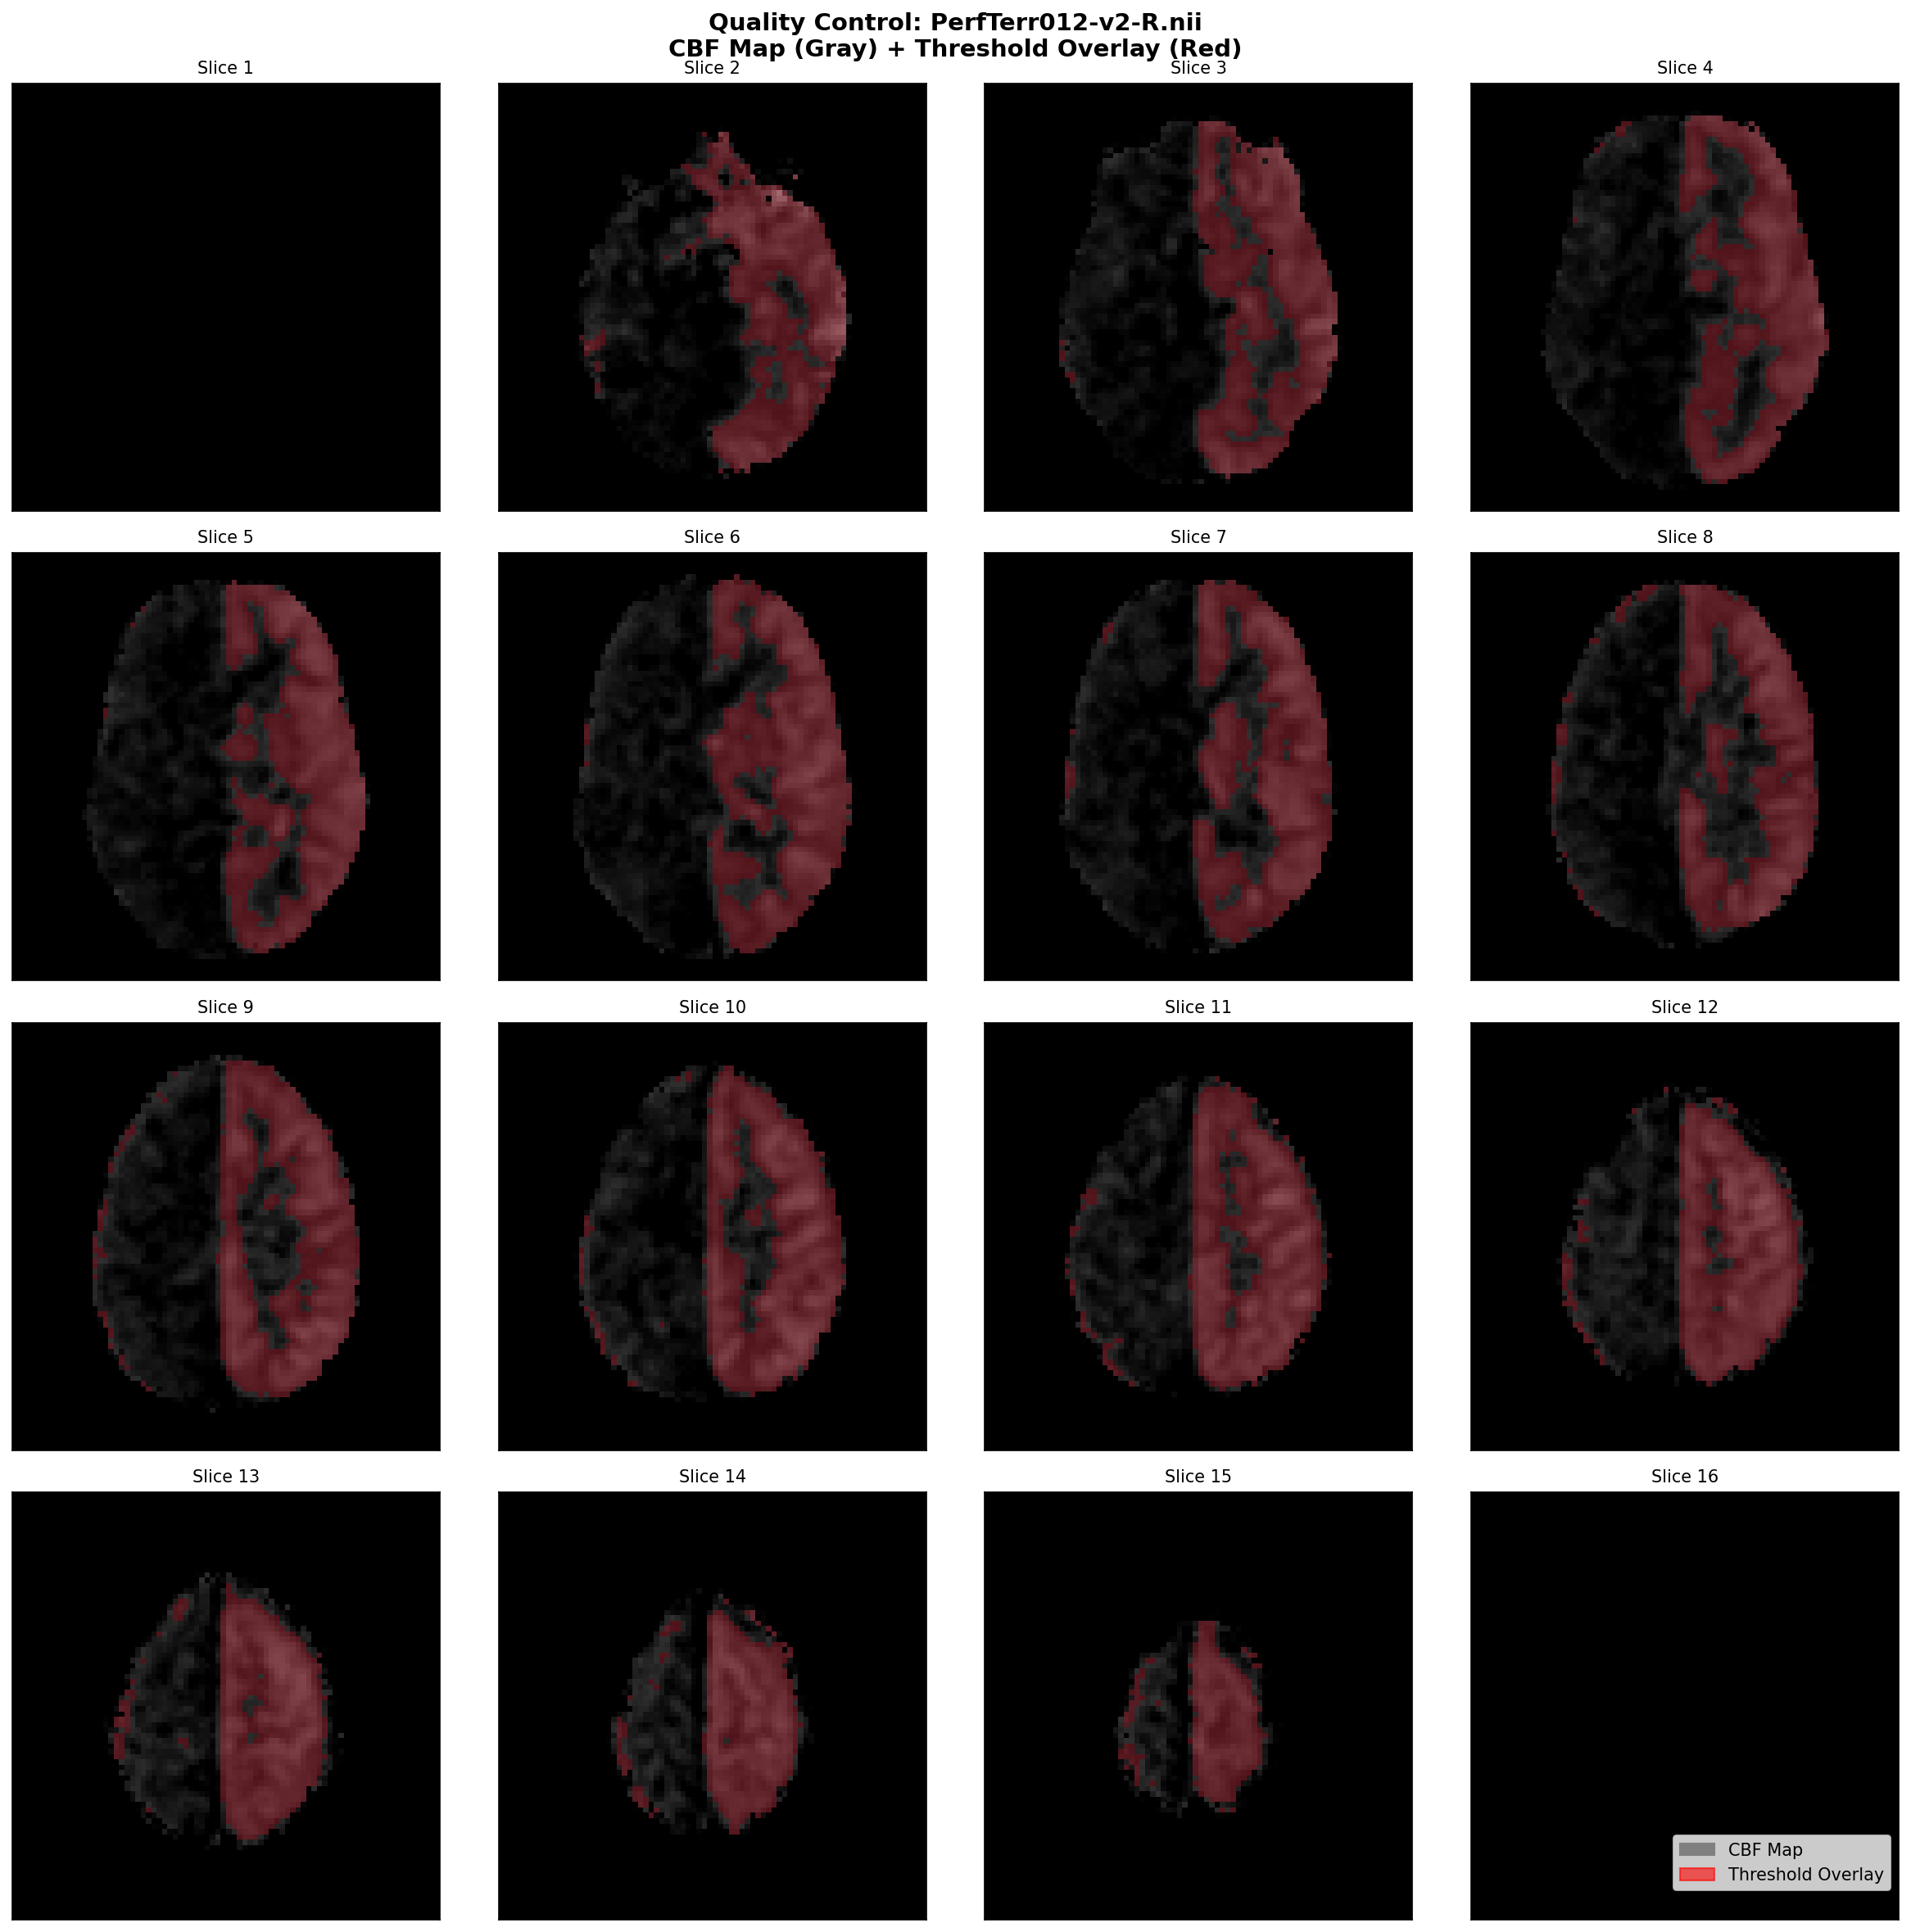 Quality Control: PerfTerr012-v2-R.nii
CBF Map (Gray) + Threshold Overlay (Red)
Slice 1
Slice 2
Slice 3
Slice 4
Slice 5
Slice 6
Slice 7
Slice 8
Slice 9
Slice 10
Slice 11
Slice 12
Slice 13
Slice 14
Slice 15
Slice 16
CBF Map
Threshold Overlay